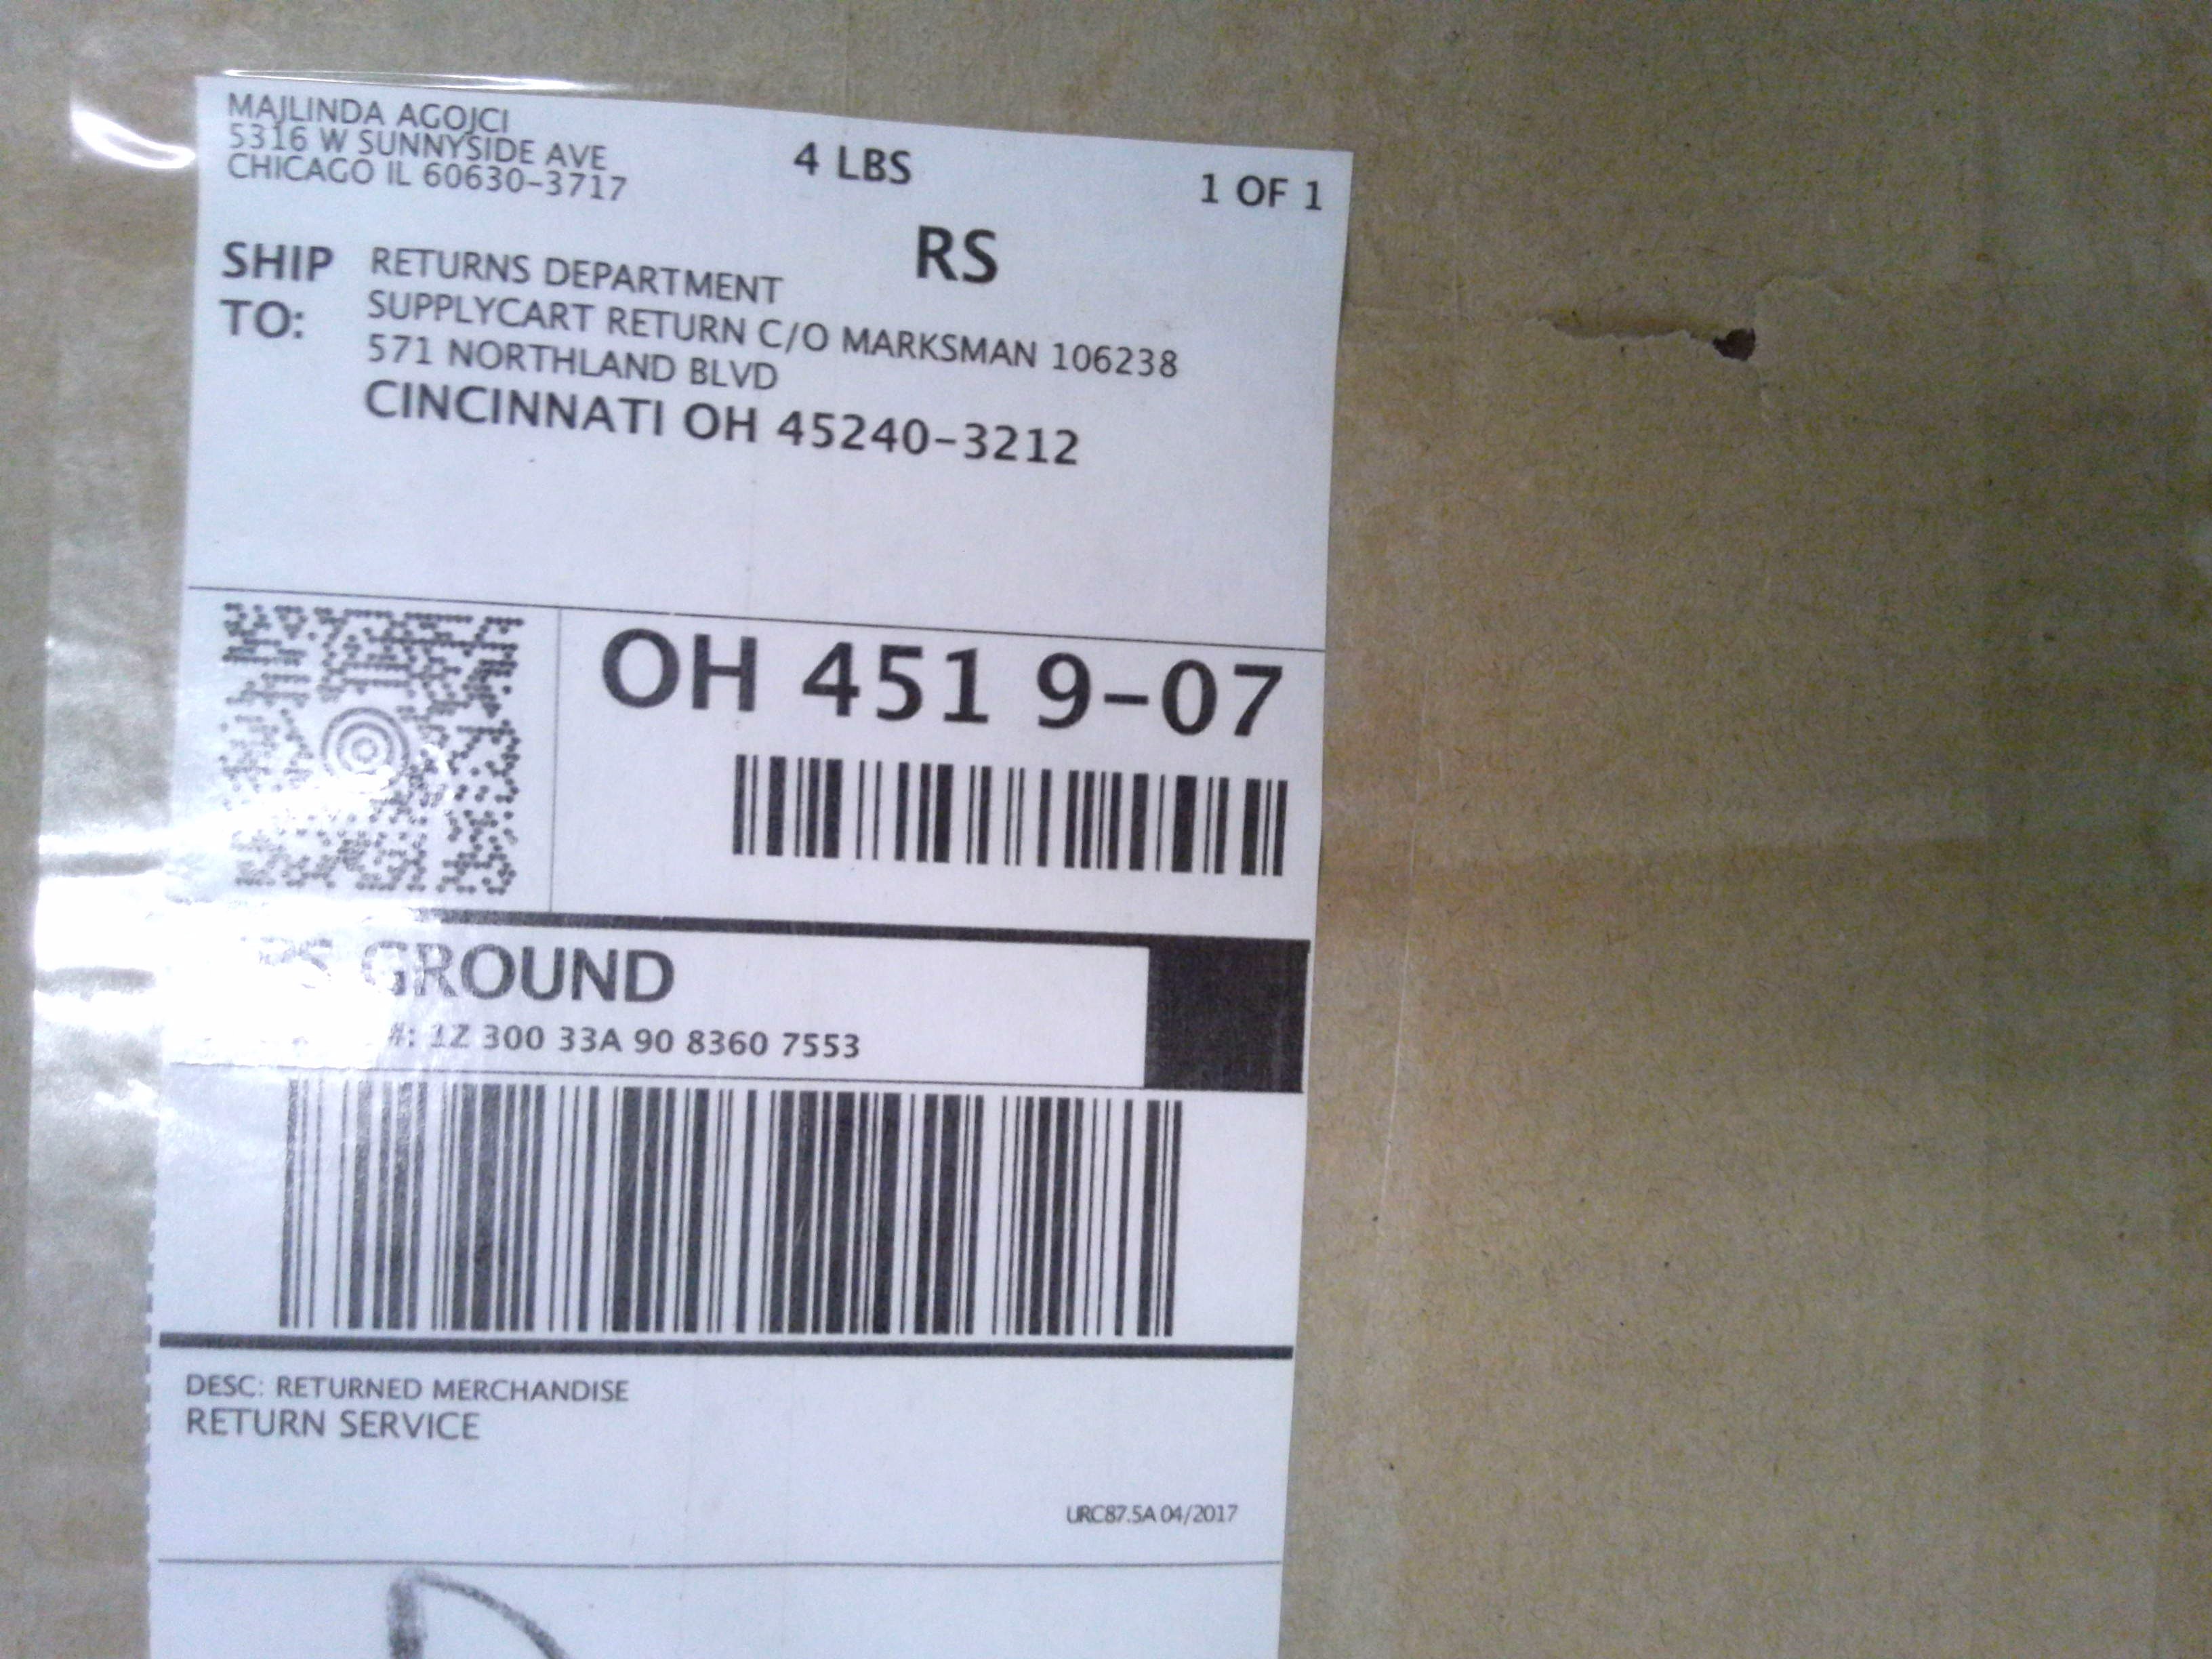 MAJLINDA AGOJCI
5316 W SUNNYSIDE AVE
CHICAGO IL 60630-3717
4 LBS
1 OF 1
RS
SHIP TO:
RETURNS DEPARTMENT
SUPPLYCART RETURN C/O MARKSMAN 106238
571 NORTHLAND BLVD
CINCINNATI OH 45240-3212
OH 451 9-07
GROUND
#: 1Z 300 33A 90 8360 7553
DESC: RETURNED MERCHANDISE
RETURN SERVICE
URC87.5A 04/2017